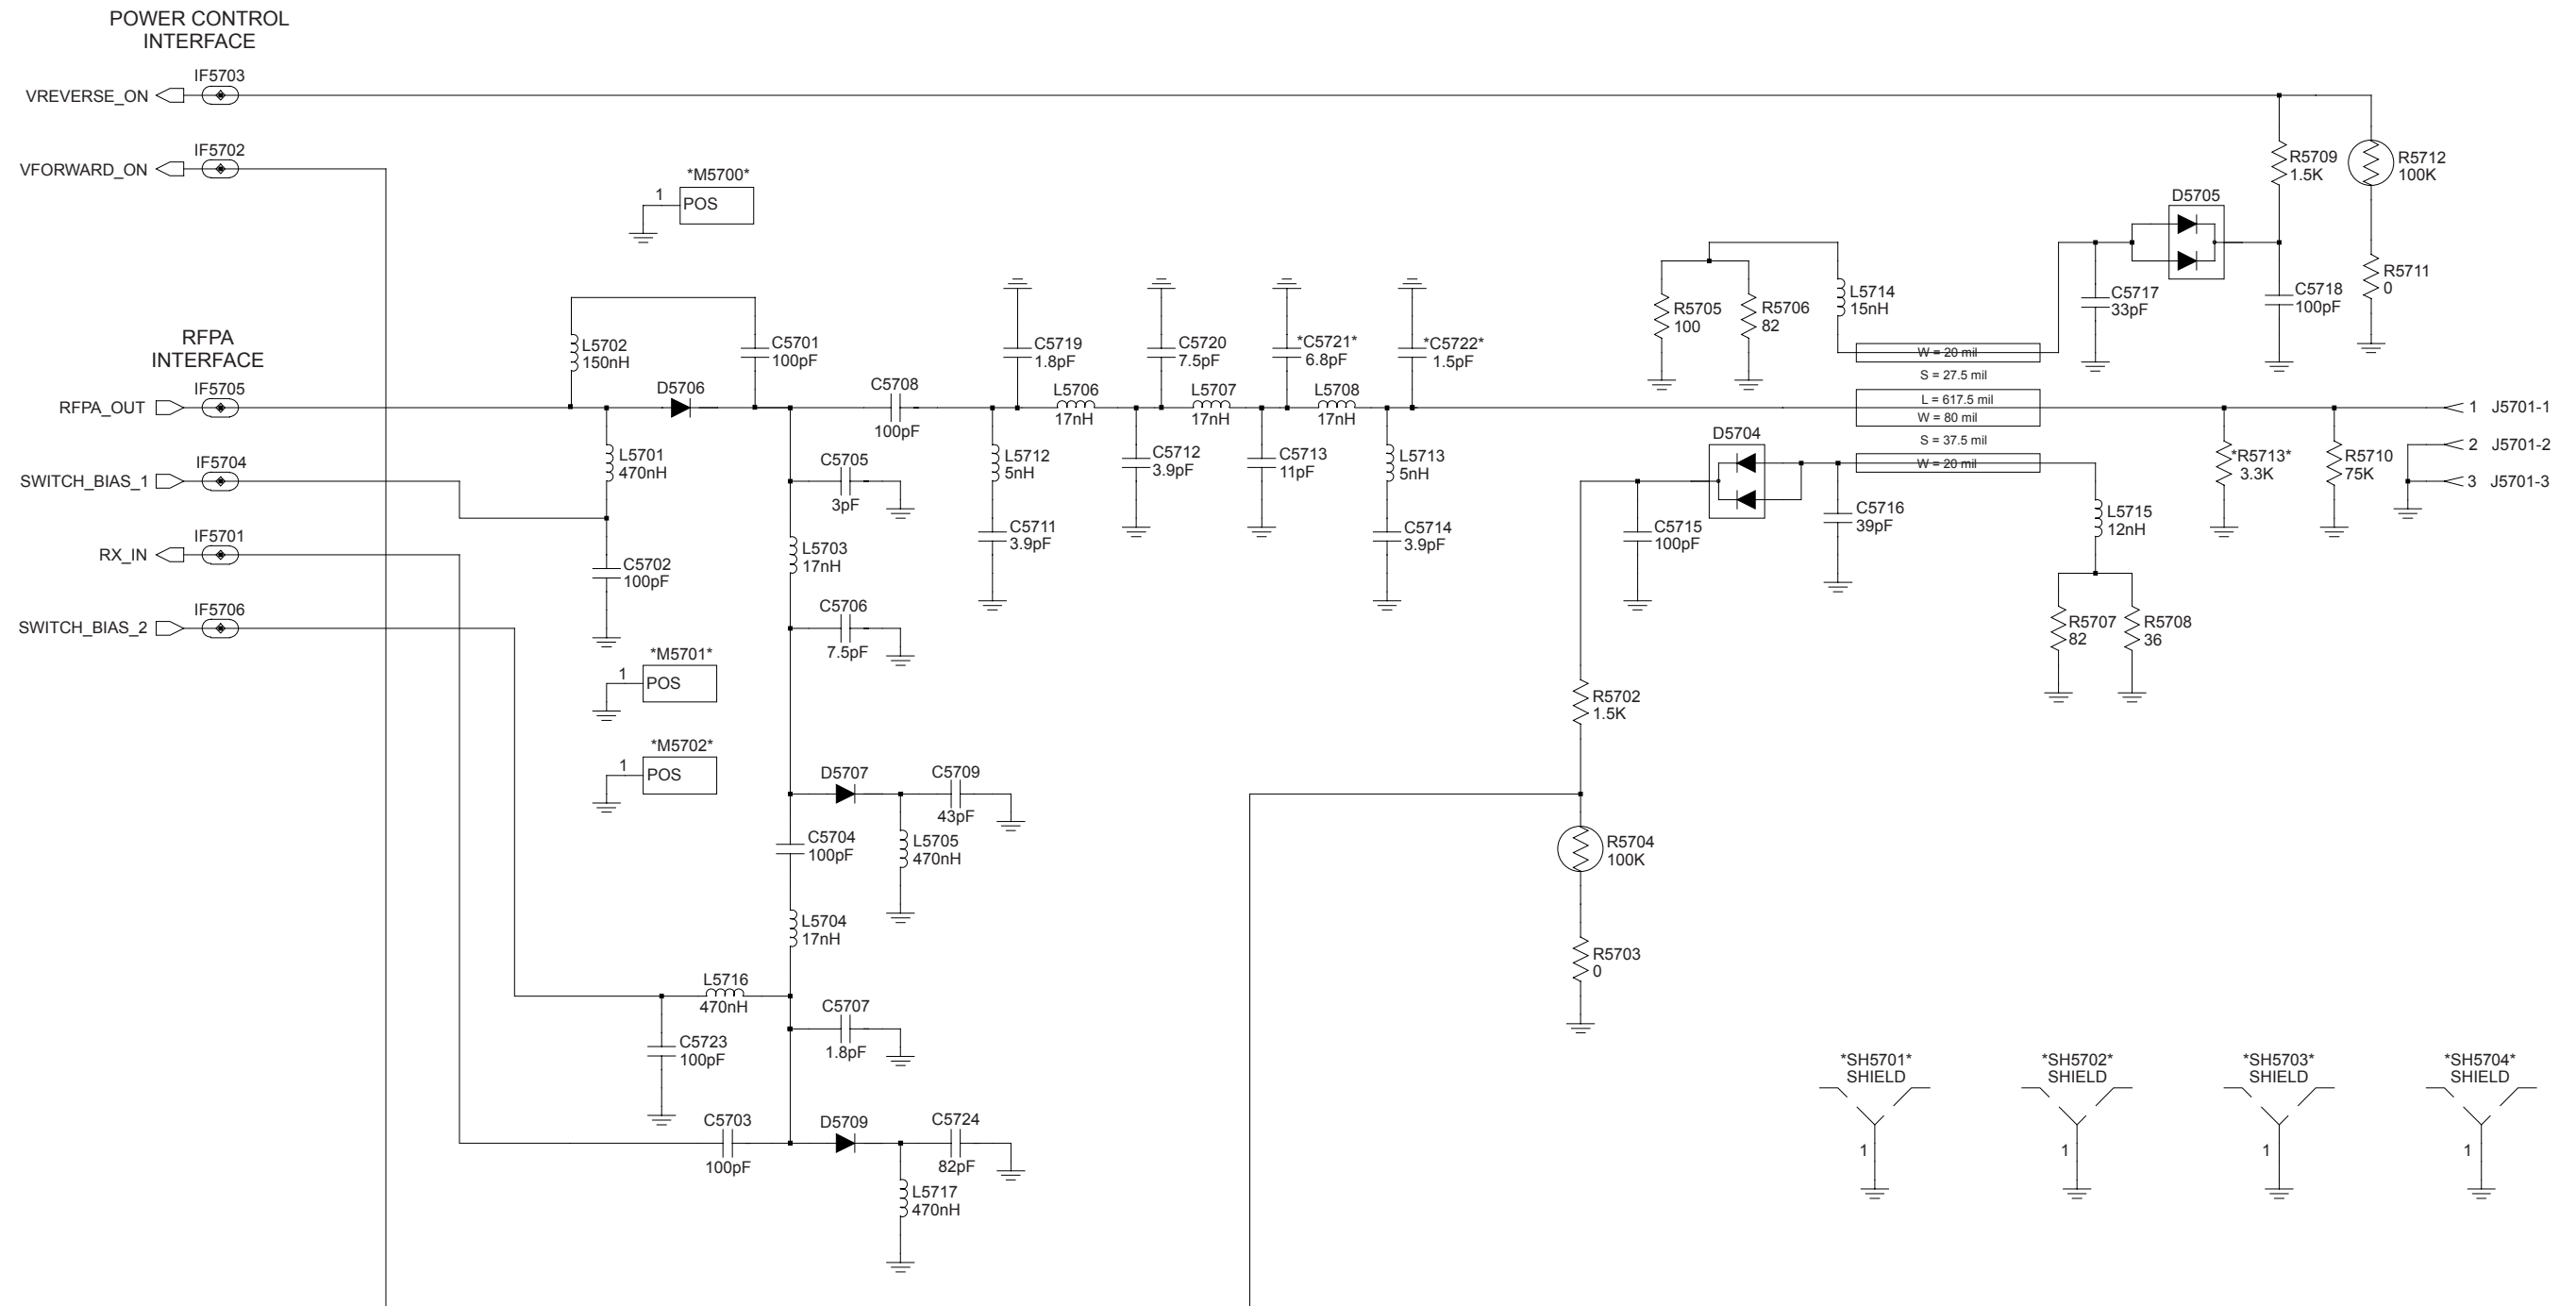 POWER CONTROL
INTERFACE
IF5703
VREVERSE_ON
IF5702
VFORWARD_ON
*M5700*
1
POS
R5709
1.5K
R5712
100K
D5705
R5711
0
C5717
33pF
C5718
100pF
R5705
100
R5706
82
L5714
15nH
W = 20 mil
S = 27.5 mil
L = 617.5 mil
W = 80 mil
S = 37.5 mil
W = 20 mil
RFPA
INTERFACE
L5702
150nH
C5701
100pF
C5719
1.8pF
C5720
7.5pF
*C5721*
6.8pF
*C5722*
1.5pF
IF5705
RFPA_OUT
D5706
C5708
100pF
L5706
17nH
L5707
17nH
L5708
17nH
1 J5701-1
2 J5701-2
3 J5701-3
IF5704
SWITCH_BIAS_1
L5701
470nH
C5705
3pF
L5712
5nH
C5712
3.9pF
C5713
11pF
L5713
5nH
D5704
*R5713*
3.3K
R5710
75K
IF5701
RX_IN
C5702
100pF
L5703
17nH
C5711
3.9pF
C5714
3.9pF
C5715
100pF
C5716
39pF
L5715
12nH
IF5706
SWITCH_BIAS_2
C5706
7.5pF
R5707
82
R5708
36
*M5701*
1
POS
R5702
1.5K
*M5702*
1
POS
D5707
C5709
43pF
C5704
100pF
L5705
470nH
R5704
100K
L5704
17nH
R5703
0
L5716
470nH
C5707
1.8pF
C5723
100pF
C5703
100pF
D5709
C5724
82pF
L5717
470nH
*SH5701*
SHIELD
1
*SH5702*
SHIELD
1
*SH5703*
SHIELD
1
*SH5704*
SHIELD
1